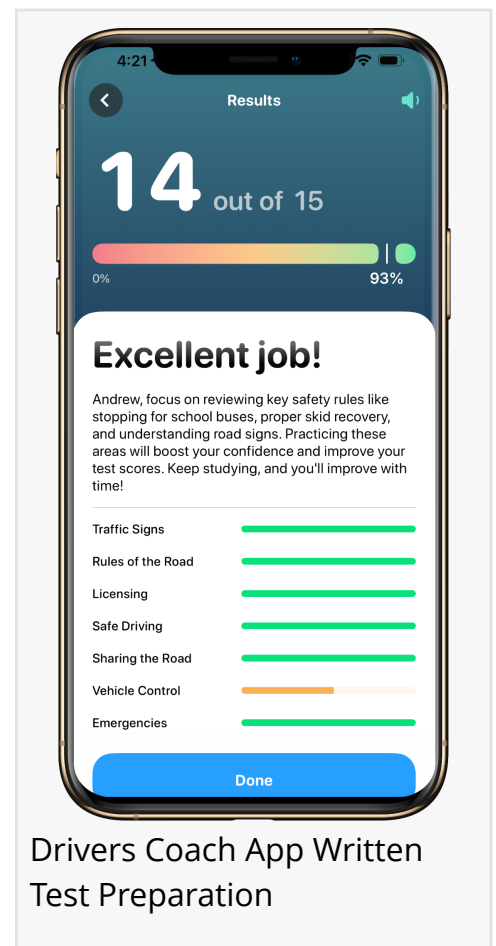 4:21
Results
14 out of 15
0%
93%
Excellent job!
Andrew, focus on reviewing key safety rules like
stopping for school buses, proper skid recovery,
and understanding road signs. Practicing these
areas will boost your confidence and improve your
test scores. Keep studying, and you'll improve with
time!
Traffic Signs
Rules of the Road
Licensing
Safe Driving
Sharing the Road
Vehicle Control
Emergencies
Done
Drivers Coach App Written
Test Preparation